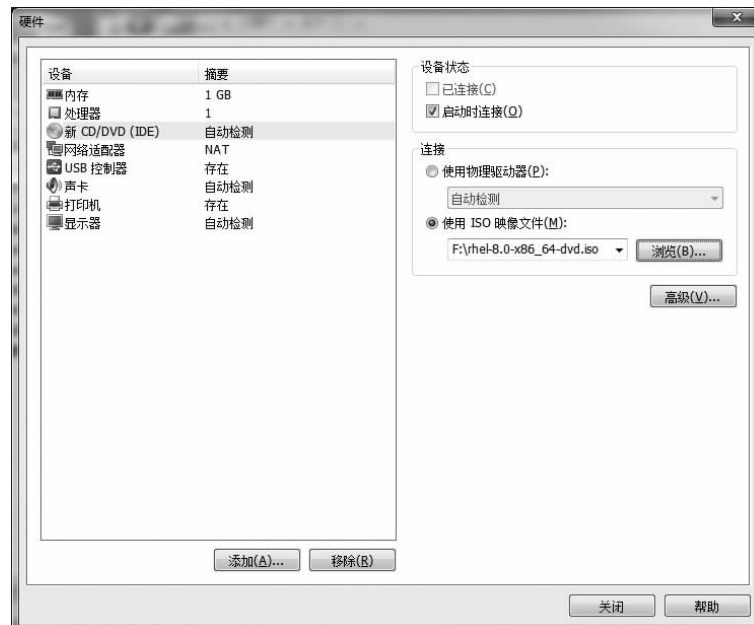 硬件
设备 摘要
内存 1 GB
处理器 1
新 CD/DVD (IDE) 自动检测
网络适配器 NAT
USB 控制器 存在
声卡 自动检测
打印机 存在
显示器 自动检测
添加(A)... 移除(R)
设备状态
已连接(C)
启动时连接(O)
连接
使用物理驱动器(P):
自动检测
使用 ISO 映像文件(M):
F:\rhel-8.0-x86_64-dvd.iso 浏览(B)...
高级(V)...
关闭 帮助